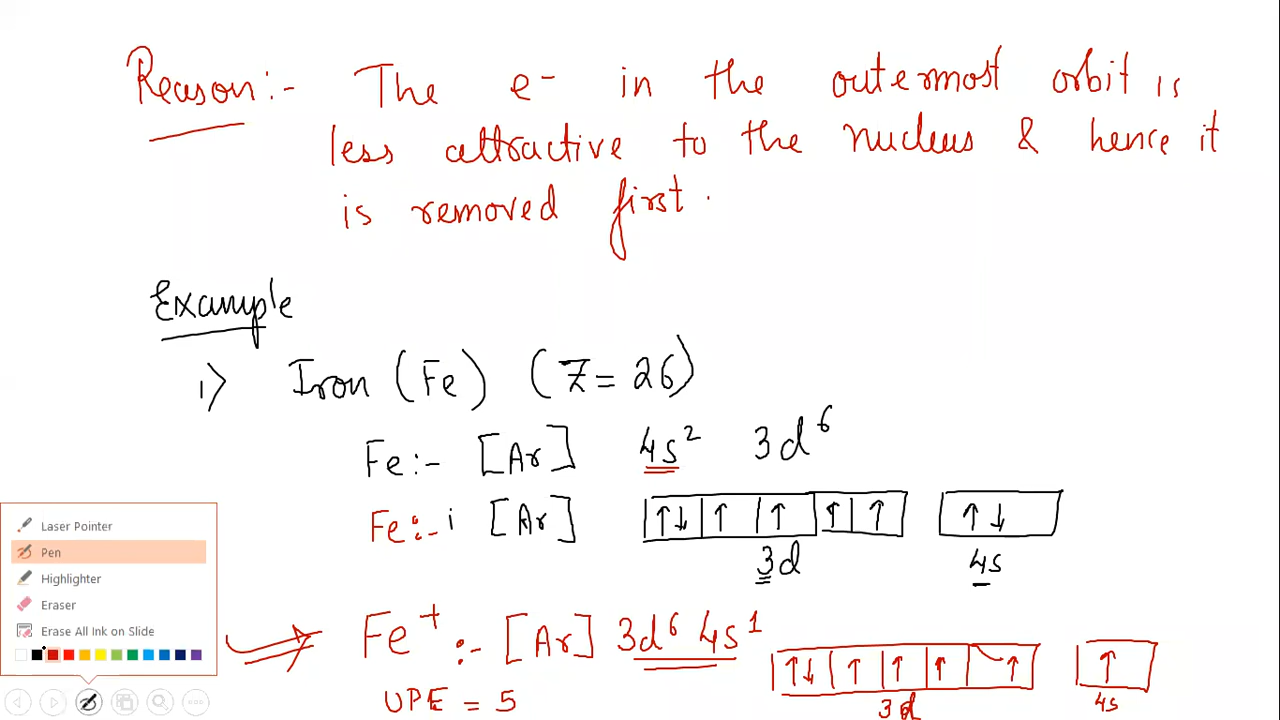 Reason:- The e⁻ in the outermost orbit is
less attractive to the nucleus & hence it
is removed first.
Example
1) Iron (Fe) (Z = 26)
Fe:- [Ar] 4s² 3d⁶
Fe:- [Ar] ↑↓ ↑ ↑ ↑ ↑ ↑↓
3d 4s
Fe⁺:- [Ar] 3d⁶ 4s¹ ↑↓ ↑ ↑ ↑ ↑ ↑
3d 4s
UPE = 5
Laser Pointer
Pen
Highlighter
Eraser
Erase All Ink on Slide